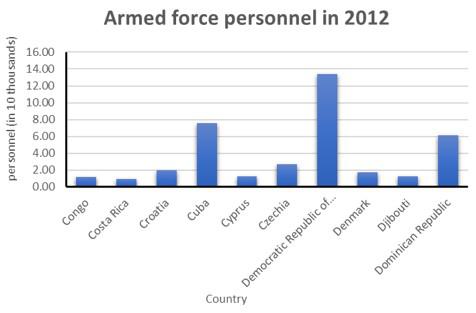 Armed force personnel in 2012
personnel (in 10 thousands)
16.00
14.00
12.00
10.00
8.00
6.00
4.00
2.00
0.00
Congo
Costa Rica
Croatia
Cuba
Cyprus
Czechia
Democratic Republic of...
Denmark
Djibouti
Dominican Republic
Country